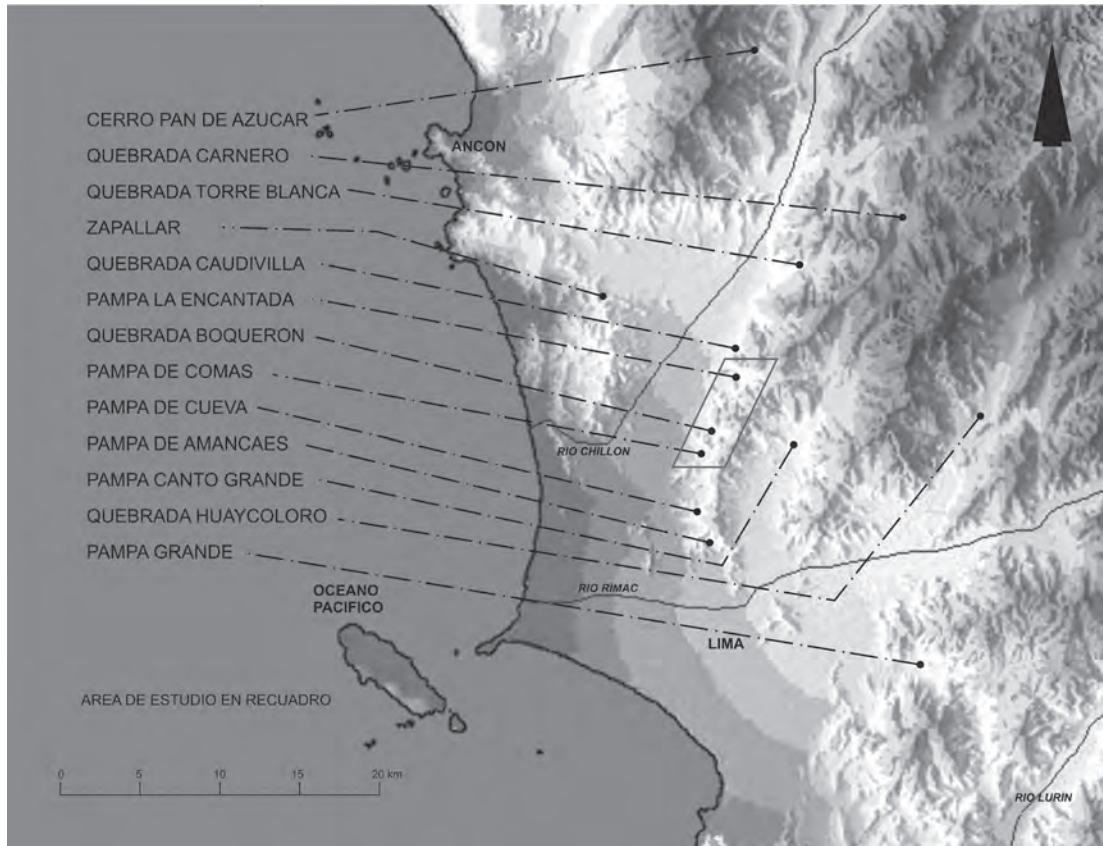 CERRO PAN DE AZUCAR
QUEBRADA CARNERO
QUEBRADA TORRE BLANCA
ZAPALLAR
QUEBRADA CAUDIVILLA
PAMPA LA ENCANTADA
QUEBRADA BOQUERON
PAMPA DE COMAS
PAMPA DE CUEVA
PAMPA DE AMANCAES
PAMPA CANTO GRANDE
QUEBRADA HUAYCOLORO
PAMPA GRANDE
ANCON
RIO CHILLON
RIO RIMAC
LIMA
OCEANO
PACIFICO
AREA DE ESTUDIO EN RECUADRO
0 5 10 15 20 km
RIO LURIN